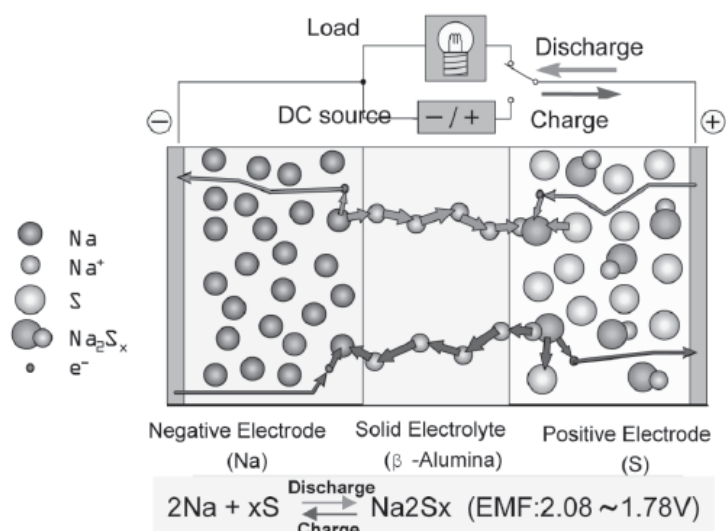 Load
Discharge
DC source
− / +
Charge
−
+
Na
Na⁺
S
Na₂Sₓ
e⁻
Negative Electrode
(Na)
Solid Electrolyte
(β -Alumina)
Positive Electrode
(S)
Discharge
2Na + xS Na2Sx (EMF:2.08 ~1.78V)
Charge